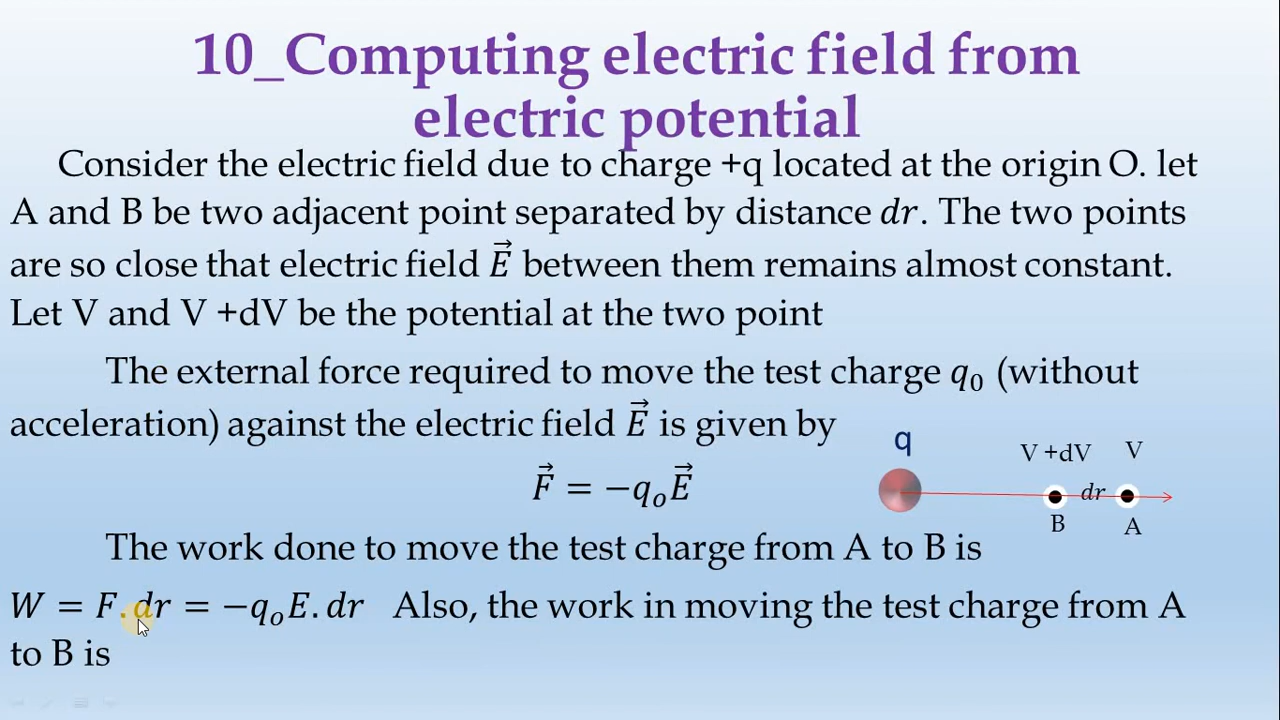 10_Computing electric field from
electric potential
Consider the electric field due to charge +q located at the origin O. let
A and B be two adjacent point separated by distance 𝑑𝑟. The two points
are so close that electric field E⃗ between them remains almost constant.
Let V and V +dV be the potential at the two point
The external force required to move the test charge q₀ (without
acceleration) against the electric field E⃗ is given by
F⃗ = −qₒE⃗
q
V +dV V
dr
B A
The work done to move the test charge from A to B is
W = F. dr = −qₒE. dr Also, the work in moving the test charge from A
to B is